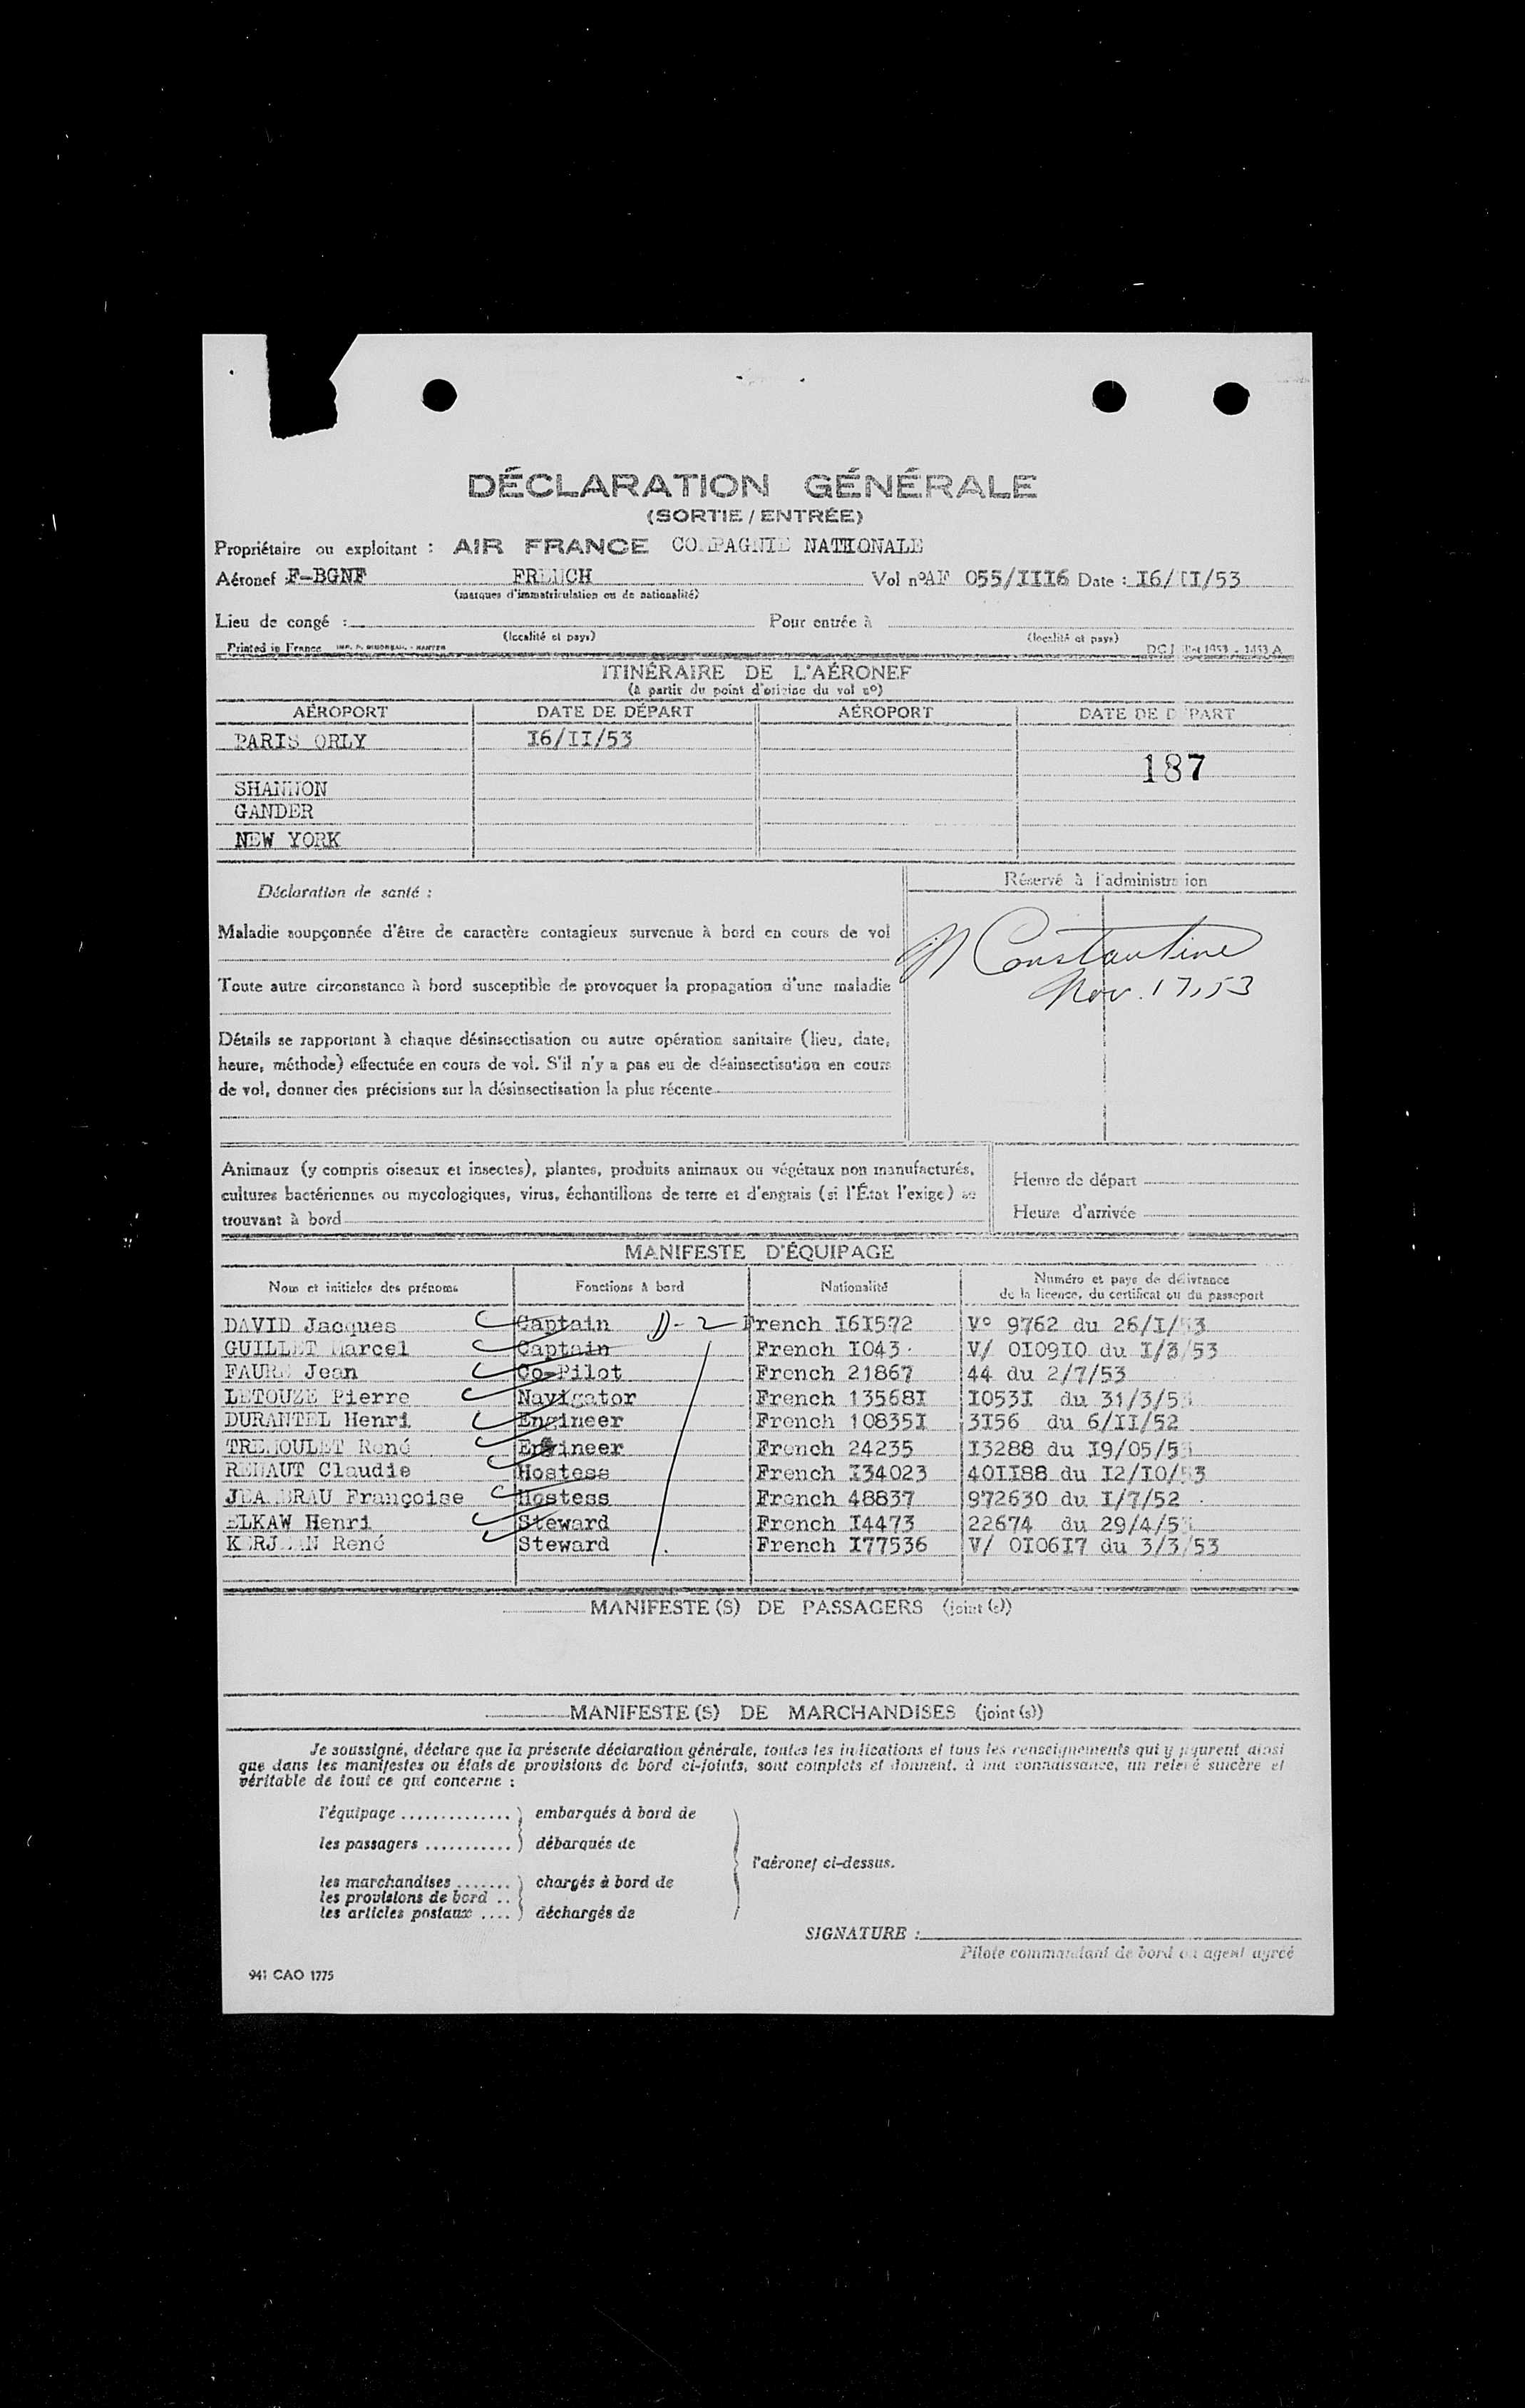 DÉCLARATION GÉNÉRALE
(SORTIE / ENTRÉE)
Propriétaire ou exploitant : AIR FRANCE COMPAGNIE NATIONALE
Aéronef F-BGNF FRENCH Vol nº AF 055/III6 Date : I6/II/53
(marques d'immatriculation ou de nationalité)
Lieu de congé : Pour entrée à
(localité et pays) (localité et pays)
Printed in France DCI 1953 - 1453 A
ITINÉRAIRE DE L'AÉRONEF
(à partir du point d'origine du vol nº)
AÉROPORT DATE DE DÉPART AÉROPORT DATE DE DÉPART
PARIS ORLY I6/II/53
187
SHANNON
GANDER
NEW YORK
Déclaration de santé : Réservé à l'administration
Maladie soupçonnée d'être de caractère contagieux survenue à bord en cours de vol
Constantine
Toute autre circonstance à bord susceptible de provoquer la propagation d'une maladie
Nov. 17, 53
Détails se rapportant à chaque désinsectisation ou autre opération sanitaire (lieu, date,
heure, méthode) effectuée en cours de vol. S'il n'y a pas eu de désinsectisation en cours
de vol, donner des précisions sur la désinsectisation la plus récente
Animaux (y compris oiseaux et insectes), plantes, produits animaux ou végétaux non manufacturés,
cultures bactériennes ou mycologiques, virus, échantillons de terre et d'engrais (si l'État l'exige) se
trouvant à bord
Heure de départ
Heure d'arrivée
MANIFESTE D'ÉQUIPAGE
Nom et initiales des prénoms Fonctions à bord Nationalité Numéro et pays de délivrance
de la licence, du certificat ou du passeport
DAVID Jacques Captain D-2 French I6I572 Vº 9762 du 26/I/53
GUILLET Marcel Captain French I043 V/ OI09IO du I/3/53
FAURE Jean Co-Pilot French 21867 44 du 2/7/53
LETOUZE Pierre Navigator French 13568I I053I du 31/3/53
DURANTEL Henri Engineer French 10835I 3I56 du 6/II/52
TREMOULET René Engineer French 24235 I3288 du I9/05/53
RENAUT Claudie Hostess French I34023 40II88 du I2/IO/53
Françoise Hostess French 48837 972630 du I/7/52
ELKAW Henri Steward French I4473 22674 du 29/4/53
René Steward French I77536 V/ OI06I7 du 3/3/53
MANIFESTE (S) DE PASSAGERS (joint (s))
MANIFESTE (S) DE MARCHANDISES (joint (s))
Je soussigné, déclare que la présente déclaration générale, toutes les indications et tous les renseignements qui y figurent ainsi
que dans les manifestes ou états de provisions de bord ci-joints, sont complets et donnent, à ma connaissance, un relevé sincère et
véritable de tout ce qui concerne :
l'équipage .............. embarqués à bord de
les passagers ........... débarqués de
l'aéronef ci-dessus.
les marchandises ....... chargés à bord de
les provisions de bord ..
les articles postaux .... déchargés de
SIGNATURE :
Pilote commandant de bord ou agent agréé
941 CAO 1775